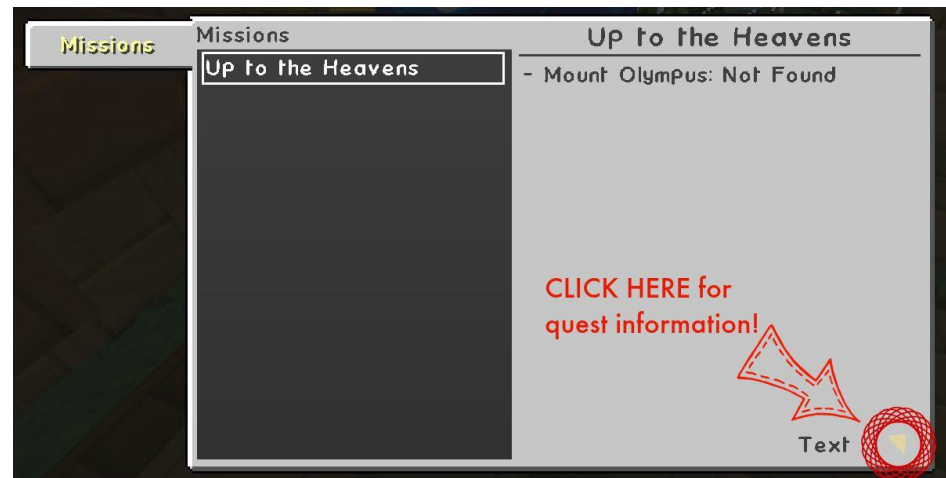 Missions
Missions
Up to the Heavens
Up to the Heavens
- Mount Olympus: Not Found
CLICK HERE for
quest information!
Text